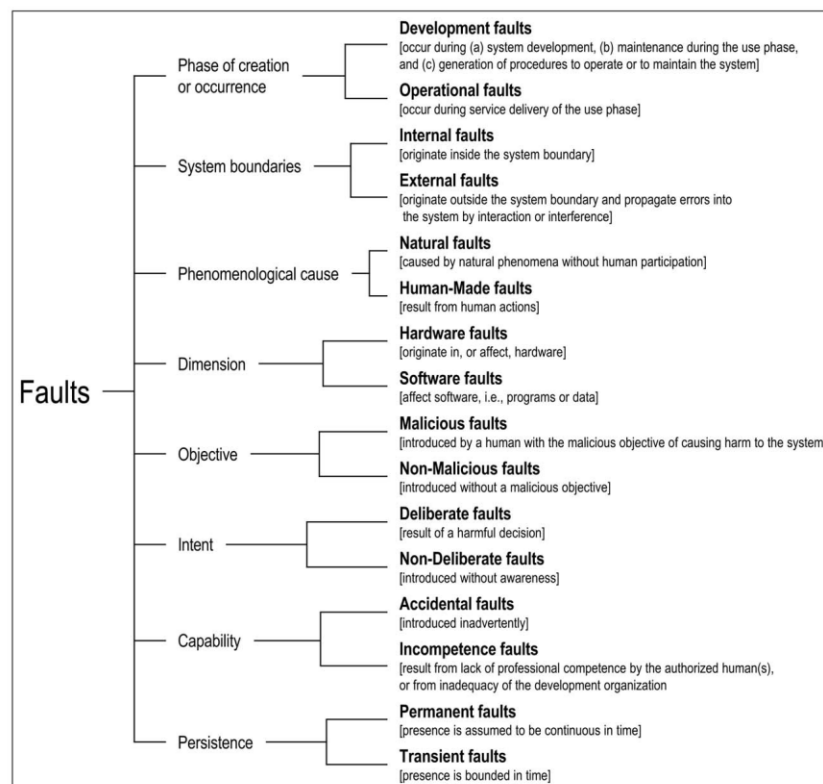 Faults
Phase of creation
or occurrence
Development faults
[occur during (a) system development, (b) maintenance during the use phase,
and (c) generation of procedures to operate or to maintain the system]
Operational faults
[occur during service delivery of the use phase]
System boundaries
Internal faults
[originate inside the system boundary]
External faults
[originate outside the system boundary and propagate errors into
the system by interaction or interference]
Phenomenological cause
Natural faults
[caused by natural phenomena without human participation]
Human-Made faults
[result from human actions]
Dimension
Hardware faults
[originate in, or affect, hardware]
Software faults
[affect software, i.e., programs or data]
Objective
Malicious faults
[introduced by a human with the malicious objective of causing harm to the system
Non-Malicious faults
[introduced without a malicious objective]
Intent
Deliberate faults
[result of a harmful decision]
Non-Deliberate faults
[introduced without awareness]
Capability
Accidental faults
[introduced inadvertently]
Incompetence faults
[result from lack of professional competence by the authorized human(s),
or from inadequacy of the development organization
Persistence
Permanent faults
[presence is assumed to be continuous in time]
Transient faults
[presence is bounded in time]